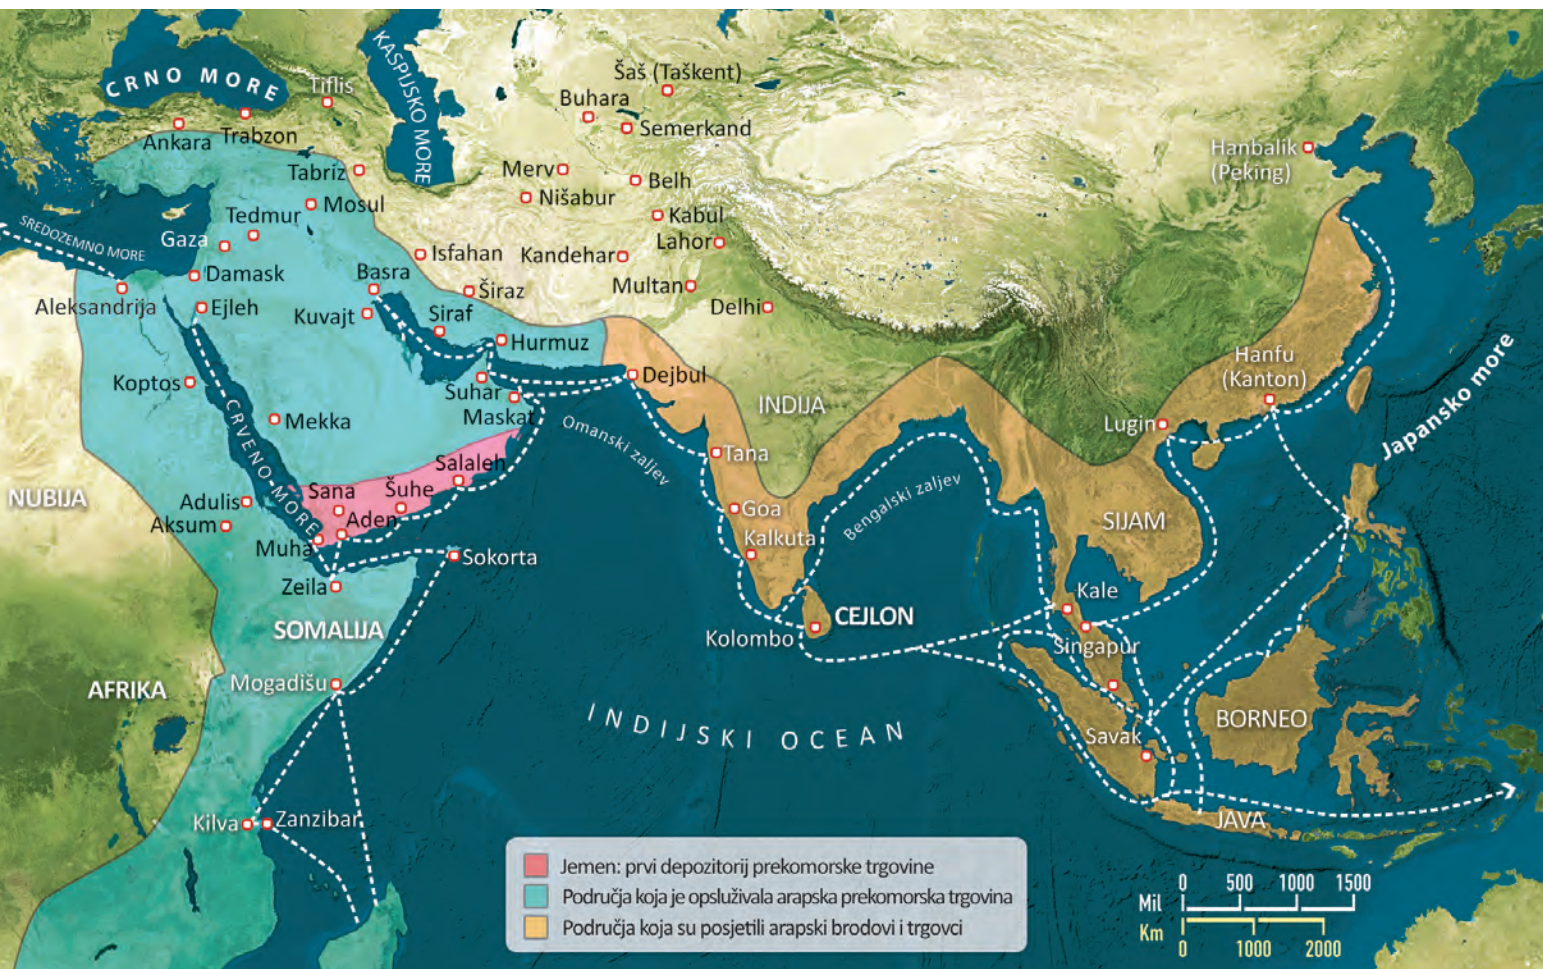 CRNO MORE
KASPIJSKO MORE
Tiflis
Šaš (Taškent)
Buhara
Semerkand
Ankara
Trabzon
Hanbalik
(Peking)
Tabriz
Merv
Belh
Nišabur
Mosul
Tedmur
Kabul
SREDOZEMNO MORE
Gaza
Isfahan
Kandehar
Lahor
Damask
Basra
Širaz
Multan
Aleksandrija
Ejleh
Kuvajt
Siraf
Delhi
Hurmuz
Hanfu
(Kanton)
Japansko more
Koptos
Suhar
Dejbul
Maskat
INDIJA
CRVENO MORE
Mekka
Omanski zaljev
Lugin
Tana
Salaleh
NUBIJA
Adulis
Sana
Šuhe
Bengalski zaljev
Goa
SIJAM
Aksum
Aden
Muha
Kalkuta
Sokorta
Zeila
Kale
SOMALIJA
CEJLON
Kolombo
Singapur
AFRIKA
Mogadišu
INDIJSKI OCEAN
BORNEO
Savak
Kilva
Zanzibar
JAVA
Jemen: prvi depozitorij prekomorske trgovine
Područja koja je opsluživala arapska prekomorska trgovina
Područja koja su posjetili arapski brodovi i trgovci
0 500 1000 1500
Mil
Km
0 1000 2000